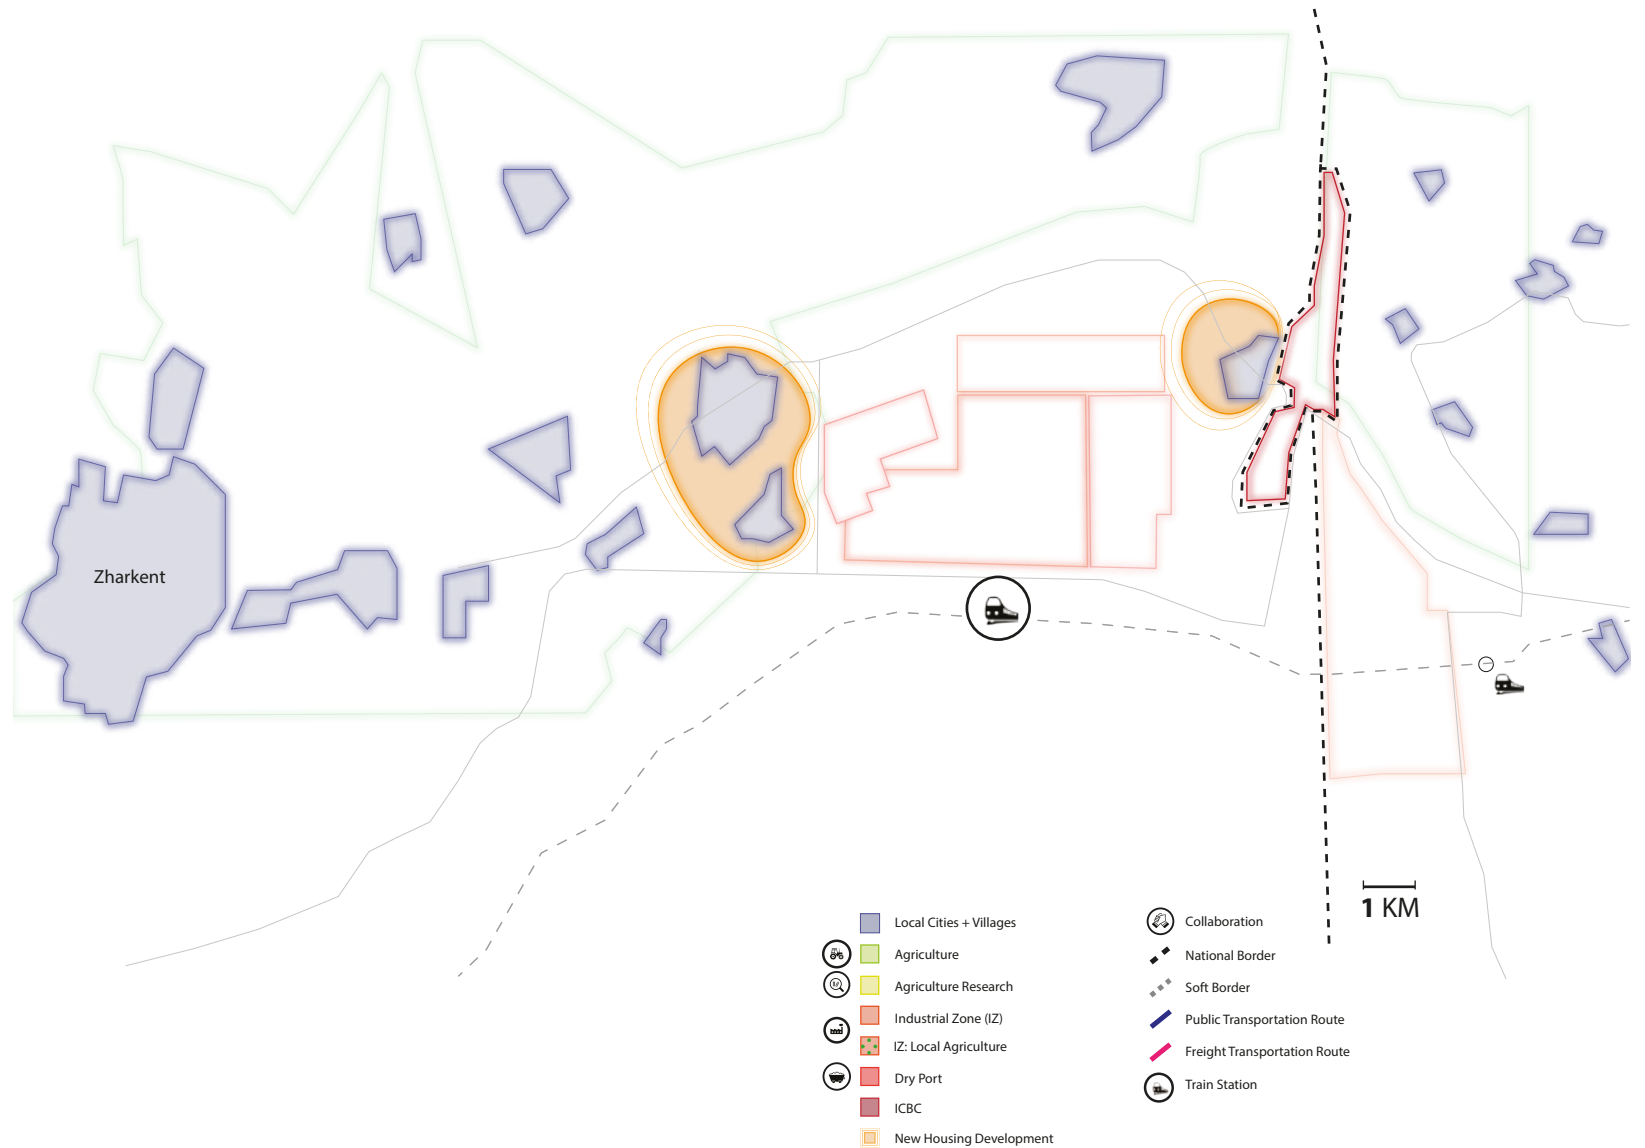 Zharkent
1 KM
Local Cities + Villages
Agriculture
Agriculture Research
Industrial Zone (IZ)
IZ: Local Agriculture
Dry Port
ICBC
New Housing Development
Collaboration
National Border
Soft Border
Public Transportation Route
Freight Transportation Route
Train Station